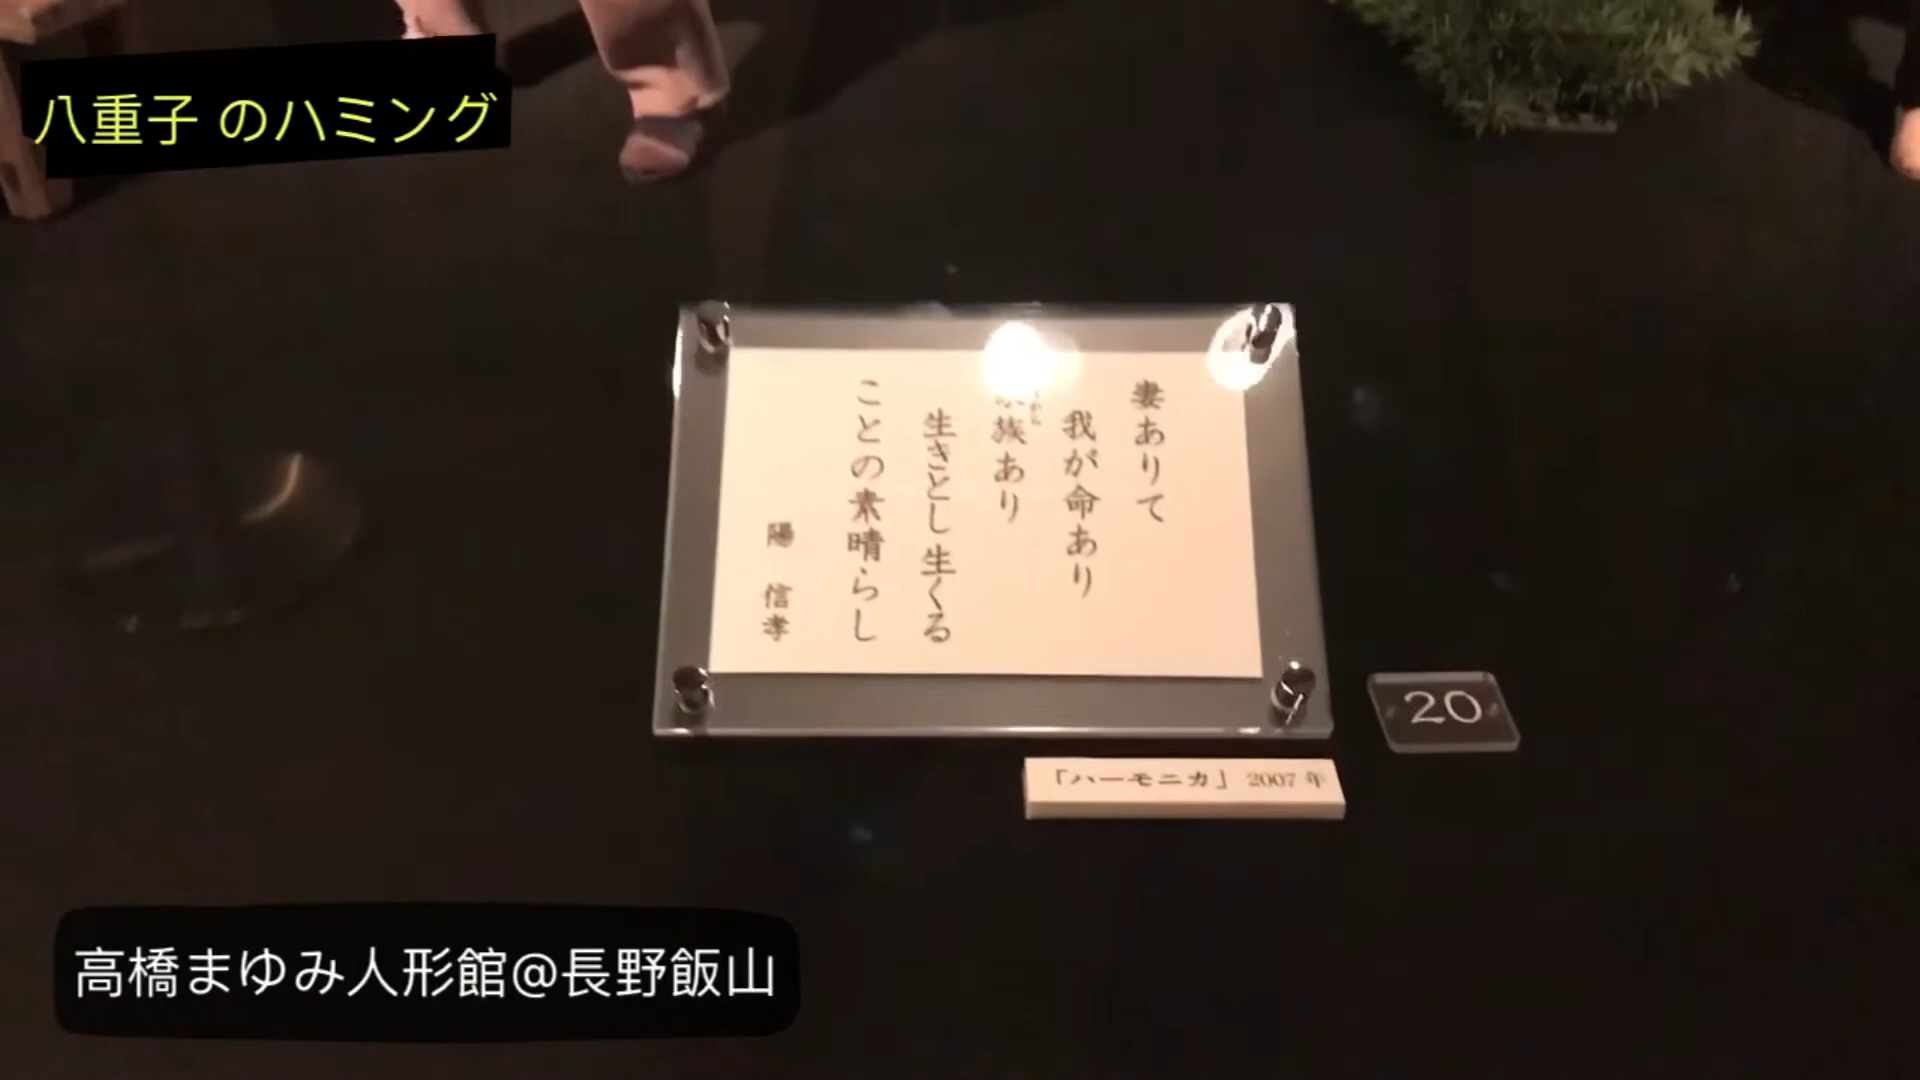 八重子 のハミング
妻ありて
我が命あり
族あり
生きとし生くる
ことの素晴らし
陽 信孝
20
「ハーモニカ」 2007 年
高橋まゆみ人形館@長野飯山